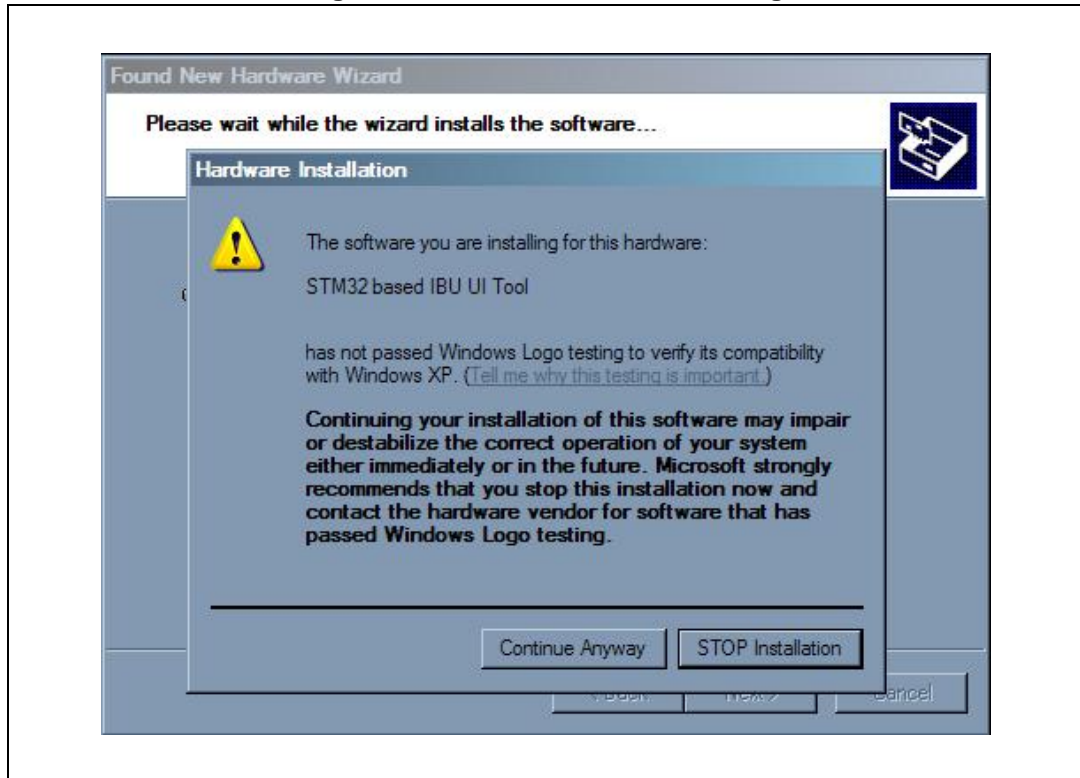 Found New Hardware Wizard
Please wait while the wizard installs the software...
Hardware Installation
The software you are installing for this hardware:
STM32 based IBU UI Tool
has not passed Windows Logo testing to verify its compatibility
with Windows XP. (Tell me why this testing is important.)
Continuing your installation of this software may impair
or destabilize the correct operation of your system
either immediately or in the future. Microsoft strongly
recommends that you stop this installation now and
contact the hardware vendor for software that has
passed Windows Logo testing.
Continue Anyway STOP Installation